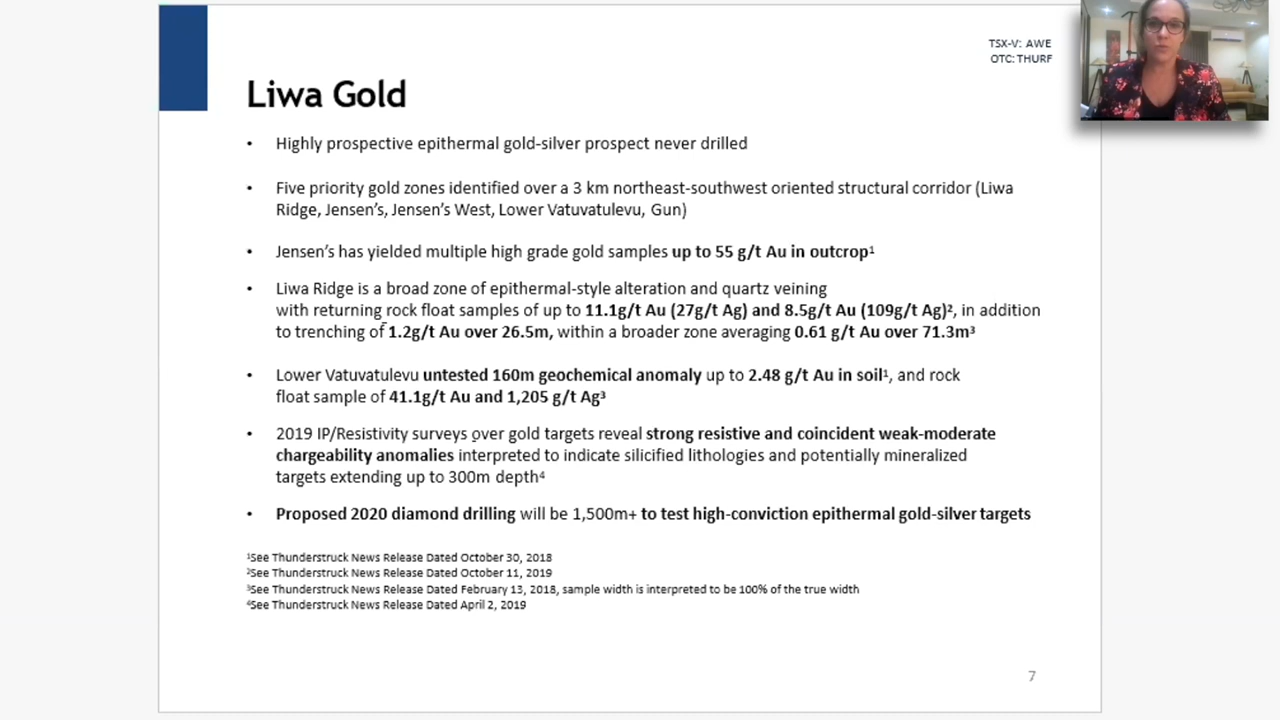 TSX-V: AWE
OTC: THURF
Liwa Gold
• Highly prospective epithermal gold-silver prospect never drilled
• Five priority gold zones identified over a 3 km northeast-southwest oriented structural corridor (Liwa
Ridge, Jensen's, Jensen's West, Lower Vatuvatulevu, Gun)
• Jensen's has yielded multiple high grade gold samples up to 55 g/t Au in outcrop¹
• Liwa Ridge is a broad zone of epithermal-style alteration and quartz veining
with returning rock float samples of up to 11.1g/t Au (27g/t Ag) and 8.5g/t Au (109g/t Ag)², in addition
to trenching of 1.2g/t Au over 26.5m, within a broader zone averaging 0.61 g/t Au over 71.3m³
• Lower Vatuvatulevu untested 160m geochemical anomaly up to 2.48 g/t Au in soil¹, and rock
float sample of 41.1g/t Au and 1,205 g/t Ag³
• 2019 IP/Resistivity surveys over gold targets reveal strong resistive and coincident weak-moderate
chargeability anomalies interpreted to indicate silicified lithologies and potentially mineralized
targets extending up to 300m depth⁴
• Proposed 2020 diamond drilling will be 1,500m+ to test high-conviction epithermal gold-silver targets
¹See Thunderstruck News Release Dated October 30, 2018
²See Thunderstruck News Release Dated October 11, 2019
³See Thunderstruck News Release Dated February 13, 2018, sample width is interpreted to be 100% of the true width
⁴See Thunderstruck News Release Dated April 2, 2019
7